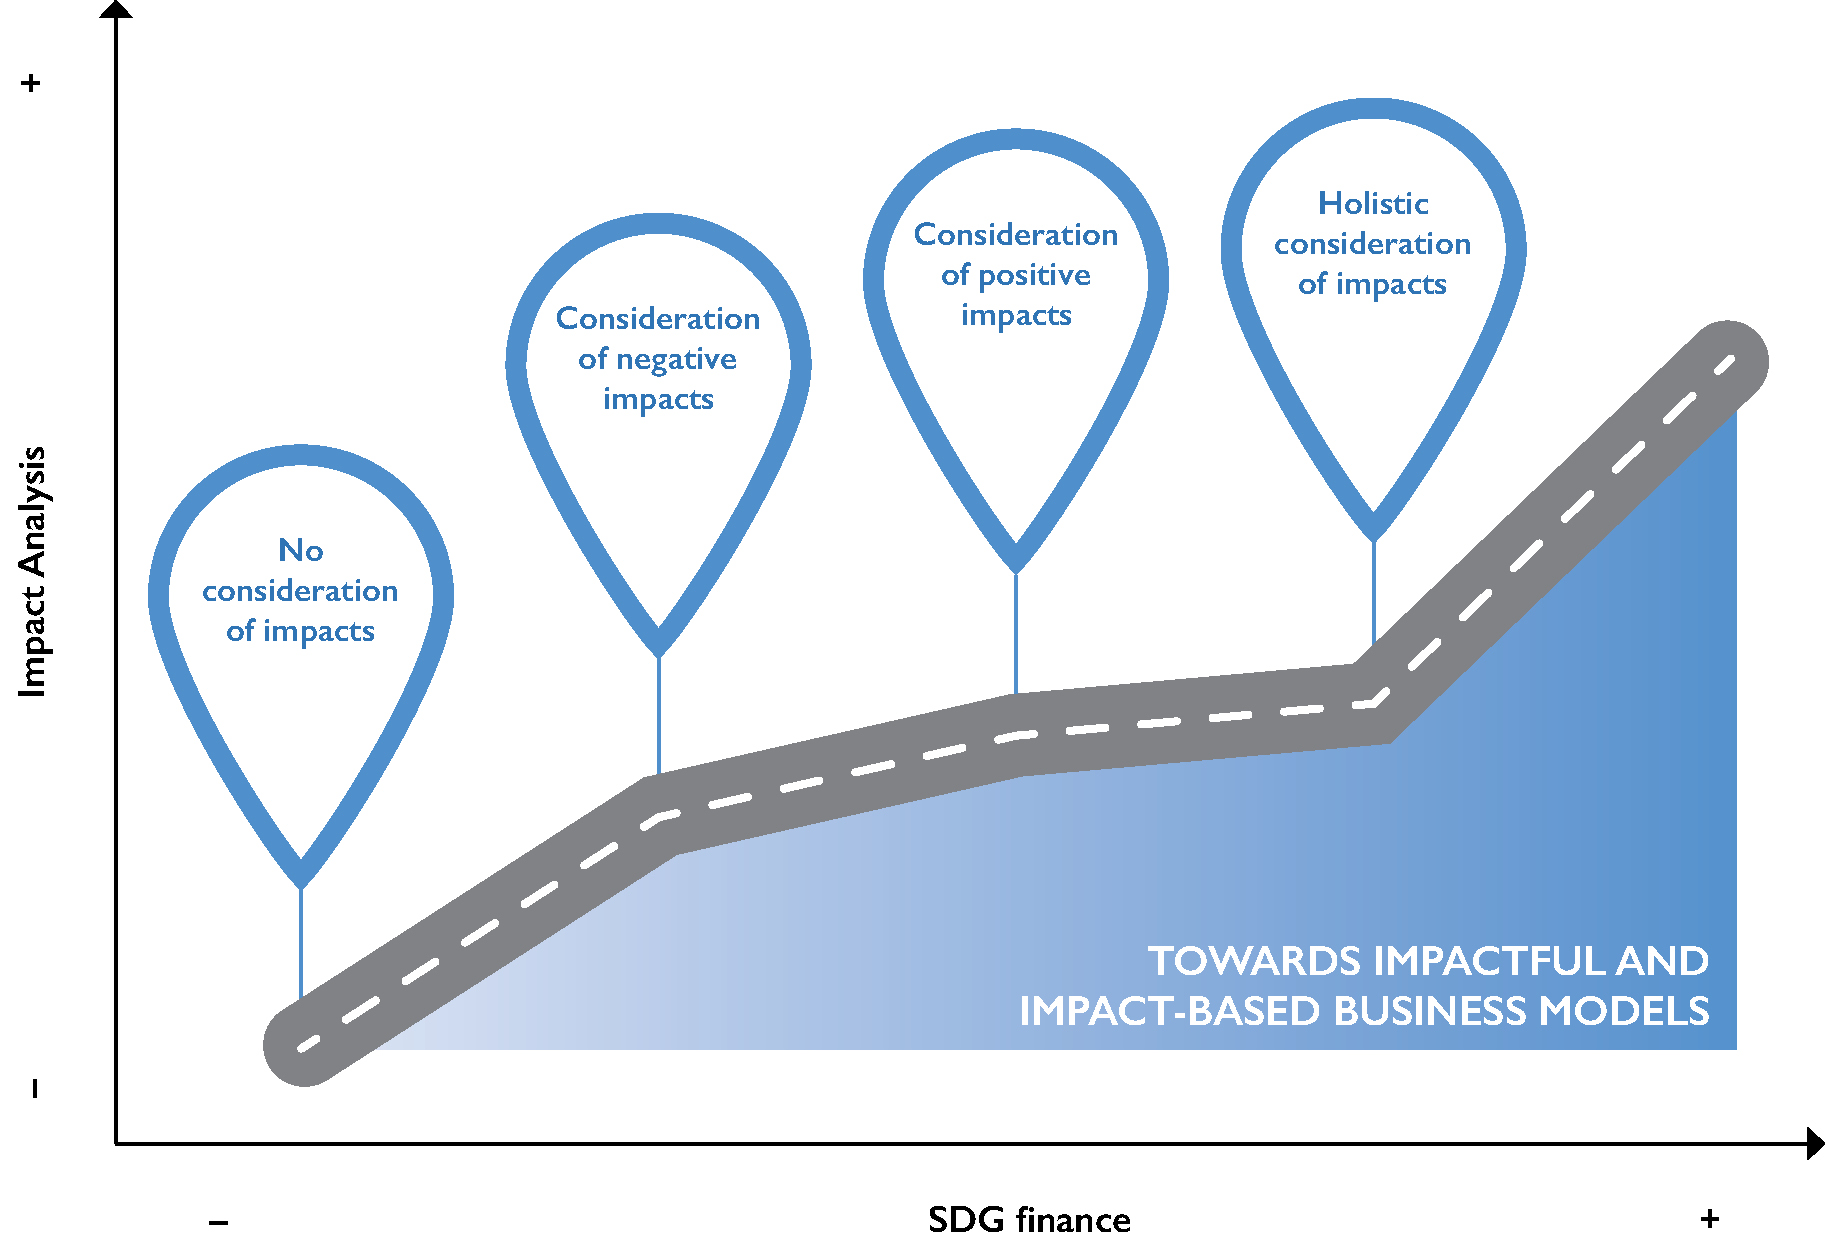 +
Impact Analysis
–
No
consideration
of impacts
Consideration
of negative
impacts
Consideration
of positive
impacts
Holistic
consideration
of impacts
TOWARDS IMPACTFUL AND
IMPACT-BASED BUSINESS MODELS
–
SDG finance
+